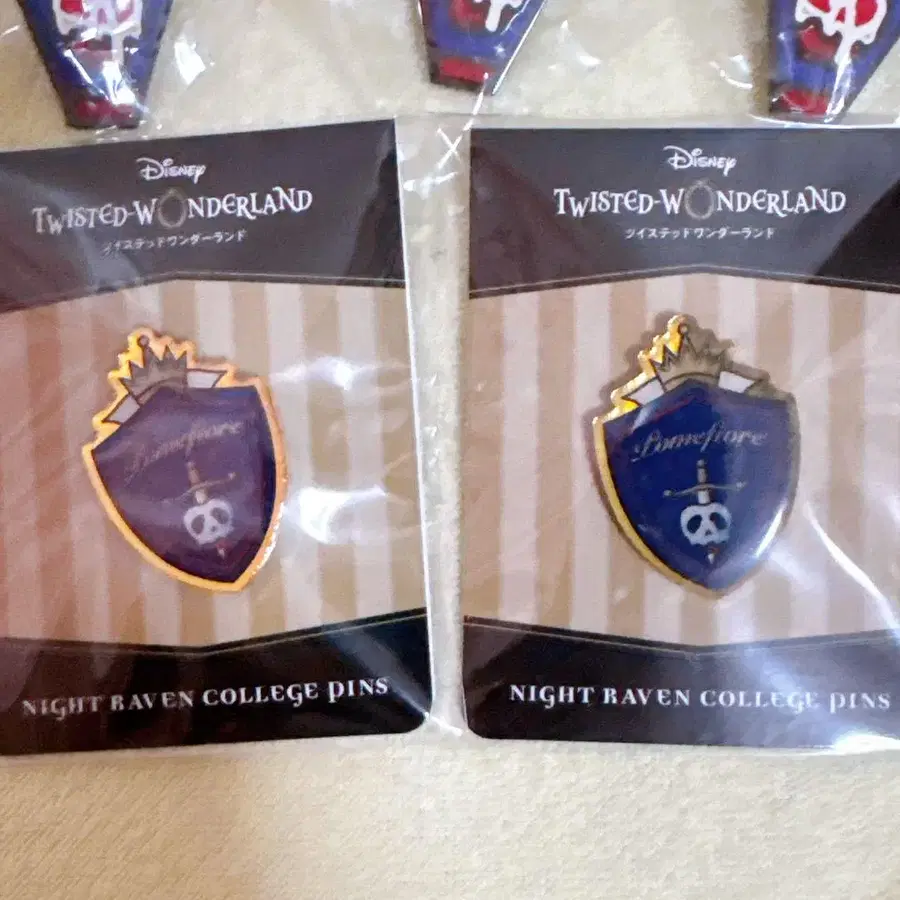 Disney
TWISTED-WONDERLAND
ツイステッドワンダーランド
Pomefiore
NIGHT RAVEN COLLEGE PINS
Disney
TWISTED-WONDERLAND
ツイステッドワンダーランド
Pomefiore
NIGHT RAVEN COLLEGE PINS